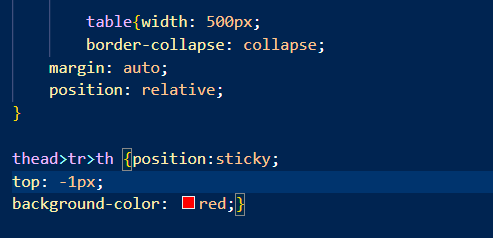 table{width: 500px;
border-collapse: collapse;
margin: auto;
position: relative;
}
thead>tr>th {position:sticky;
top: -1px;
background-color: red;}